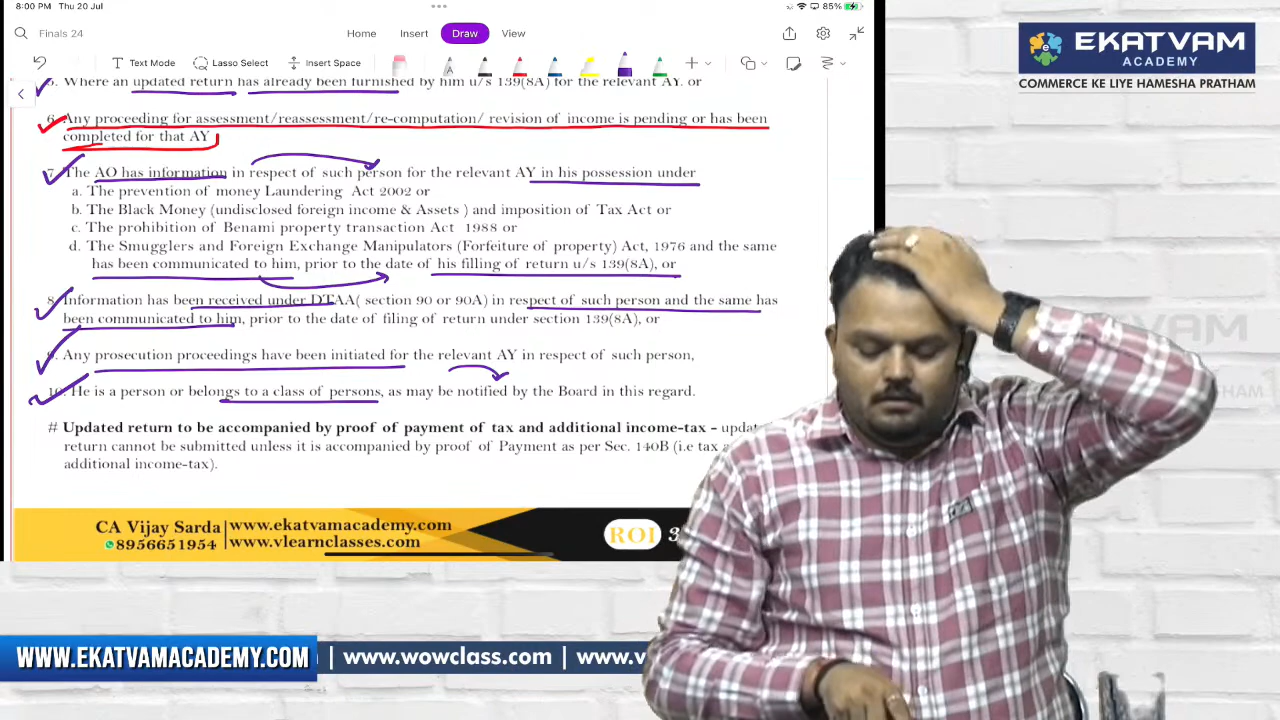 8:00 PM Thu 20 Jul
85%
Finals 24
Home Insert Draw View
Text Mode Lasso Select Insert Space
5. Where an updated return has already been furnished by him u/s 139(8A) for the relevant AY. or
6. Any proceeding for assessment/reassessment/re-computation/ revision of income is pending or has been
completed for that AY
7. The AO has information in respect of such person for the relevant AY in his possession under
a. The prevention of money Laundering Act 2002 or
b. The Black Money (undisclosed foreign income & Assets ) and imposition of Tax Act or
c. The prohibition of Benami property transaction Act 1988 or
d. The Smugglers and Foreign Exchange Manipulators (Forfeiture of property) Act, 1976 and the same
has been communicated to him, prior to the date of his filling of return u/s 139(8A), or
8. Information has been received under DTAA( section 90 or 90A) in respect of such person and the same has
been communicated to him, prior to the date of filing of return under section 139(8A), or
9. Any prosecution proceedings have been initiated for the relevant AY in respect of such person,
10. He is a person or belongs to a class of persons, as may be notified by the Board in this regard.
# Updated return to be accompanied by proof of payment of tax and additional income-tax - updat
return cannot be submitted unless it is accompanied by proof of Payment as per Sec. 140B (i.e tax a
additional income-tax).
CA Vijay Sarda www.ekatvamacademy.com
8956651954 www.vlearnclasses.com
ROI 3
EKATVAM
ACADEMY
COMMERCE KE LIYE HAMESHA PRATHAM
WWW.EKATVAMACADEMY.COM | www.wowclass.com | www.v